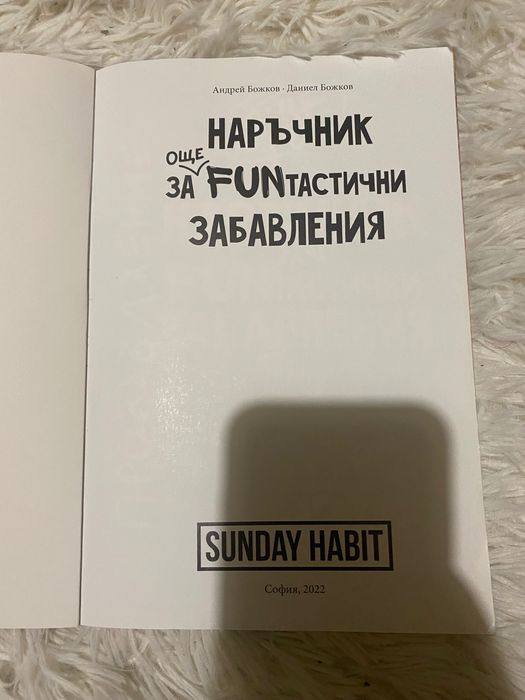 Андрей Божков · Даниел Божков
НАРЪЧНИК
ОЩЕ
ЗА FUNТАСТИЧНИ
ЗАБАВЛЕНИЯ
SUNDAY HABIT
София, 2022